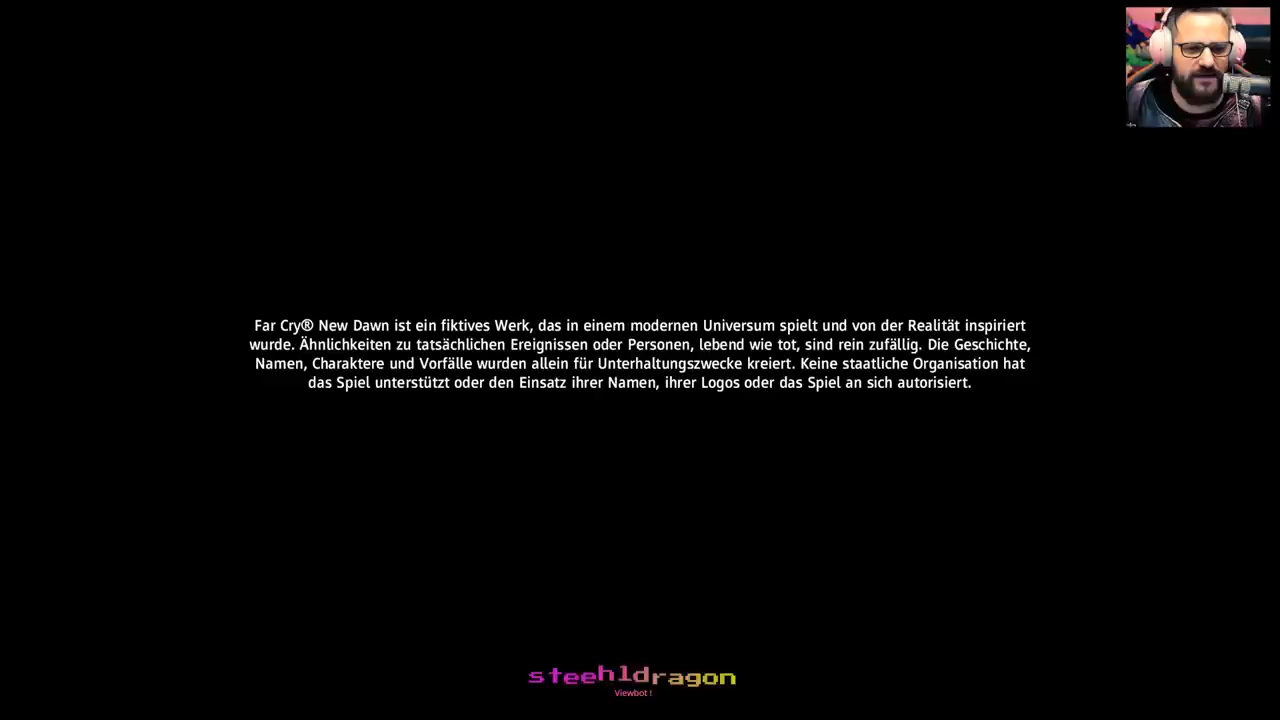 Far Cry® New Dawn ist ein fiktives Werk, das in einem modernen Universum spielt und von der Realität inspiriert
wurde. Ähnlichkeiten zu tatsächlichen Ereignissen oder Personen, lebend wie tot, sind rein zufällig. Die Geschichte,
Namen, Charaktere und Vorfälle wurden allein für Unterhaltungszwecke kreiert. Keine staatliche Organisation hat
das Spiel unterstützt oder den Einsatz ihrer Namen, ihrer Logos oder das Spiel an sich autorisiert.
steehldragon
Viewbot !